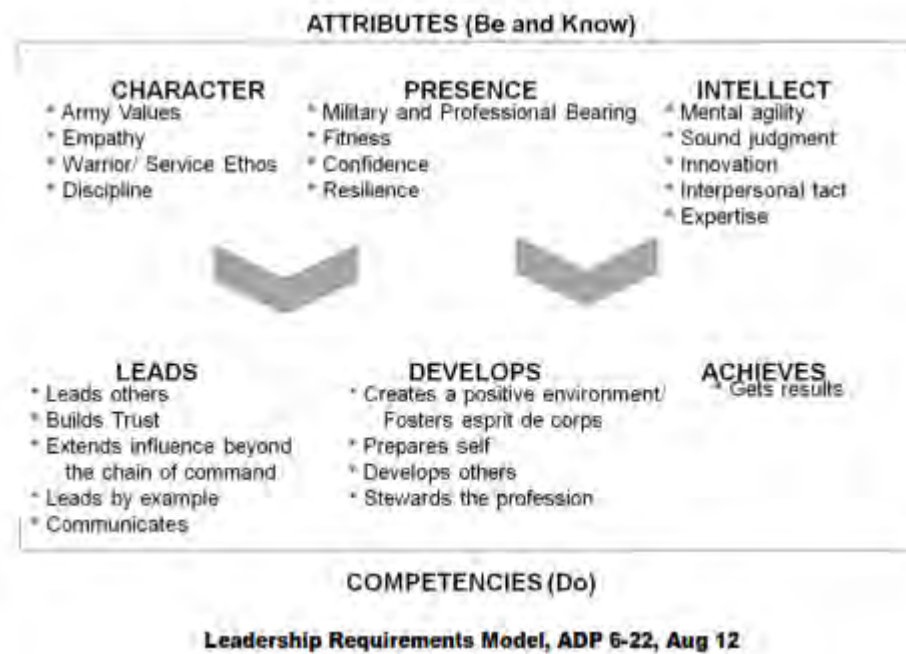 ATTRIBUTES (Be and Know)
CHARACTER
* Army Values
* Empathy
* Warrior/ Service Ethos
* Discipline
PRESENCE
* Military and Professional Bearing
* Fitness
* Confidence
* Resilience
INTELLECT
* Mental agility
* Sound judgment
* Innovation
* Interpersonal tact
* Expertise
LEADS
* Leads others
* Builds Trust
* Extends influence beyond
the chain of command
* Leads by example
* Communicates
DEVELOPS
* Creates a positive environment/
Fosters esprit de corps
* Prepares self
* Develops others
* Stewards the profession
ACHIEVES
* Gets results
COMPETENCIES (Do)
Leadership Requirements Model, ADP 6-22, Aug 12